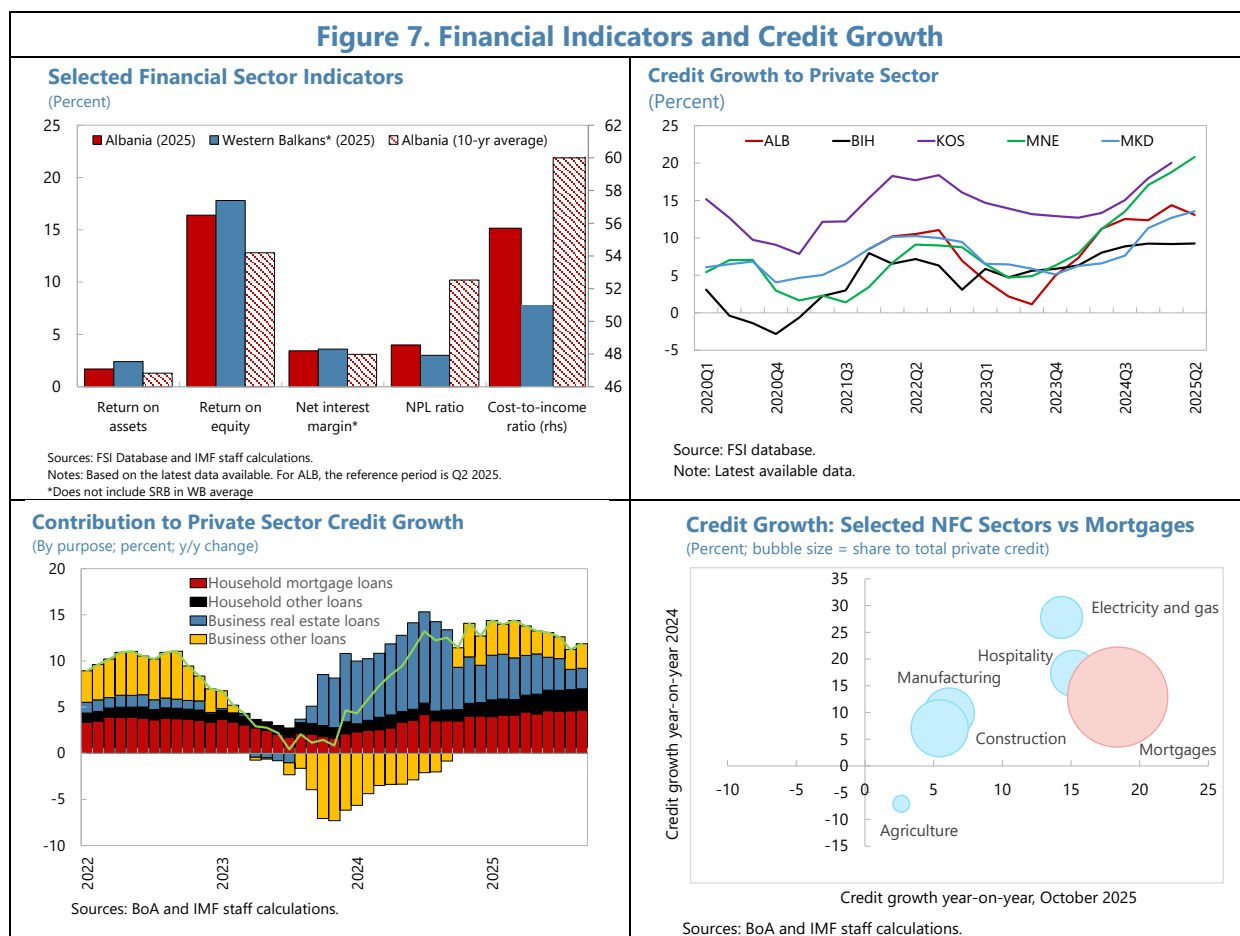 Figure 7. Financial Indicators and Credit Growth
Selected Financial Sector Indicators
(Percent)
25
20
15
10
5
0
62
60
58
56
54
52
50
48
46
Albania (2025)
Western Balkans* (2025)
Albania (10-yr average)
Return on
assets
Return on
equity
Net interest
margin*
NPL ratio
Cost-to-income
ratio (rhs)
Sources: FSI Database and IMF staff calculations.
Notes: Based on the latest data available. For ALB, the reference period is Q2 2025.
*Does not include SRB in WB average
Credit Growth to Private Sector
(Percent)
25
20
15
10
5
0
-5
ALB
BIH
KOS
MNE
MKD
2020Q1
2020Q4
2021Q3
2022Q2
2023Q1
2023Q4
2024Q3
2025Q2
Source: FSI database.
Note: Latest available data.
Contribution to Private Sector Credit Growth
(By purpose; percent; y/y change)
20
15
10
5
0
-5
-10
Household mortgage loans
Household other loans
Business real estate loans
Business other loans
2022
2023
2024
2025
Sources: BoA and IMF staff calculations.
Credit Growth: Selected NFC Sectors vs Mortgages
(Percent; bubble size = share to total private credit)
Credit growth year-on-year 2024
35
30
25
20
15
10
5
0
-5
-10
-15
Electricity and gas
Hospitality
Manufacturing
Construction
Mortgages
Agriculture
-10
-5
0
5
10
15
20
25
Credit growth year-on-year, October 2025
Sources: BoA and IMF staff calculations.